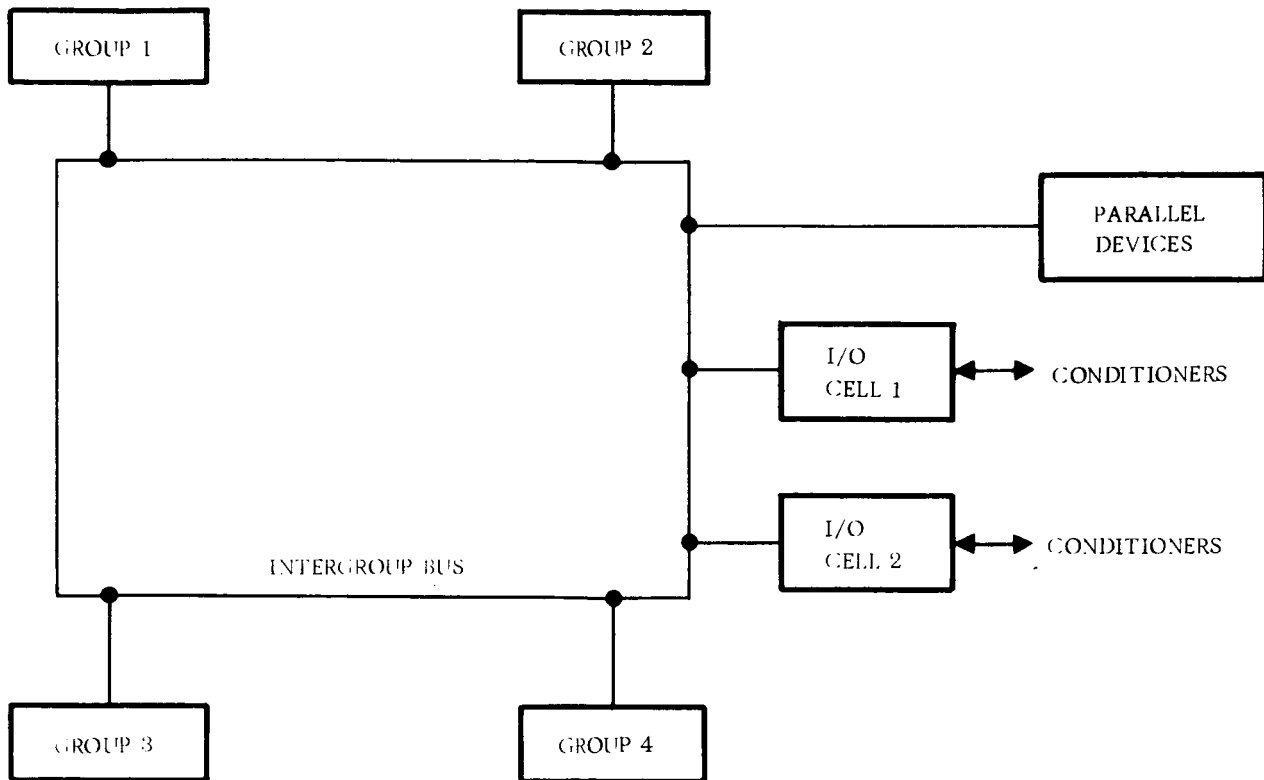 GROUP 1
GROUP 2
PARALLEL
DEVICES
I/O
CELL 1
CONDITIONERS
I/O
CELL 2
CONDITIONERS
INTERGROUP BUS
GROUP 3
GROUP 4